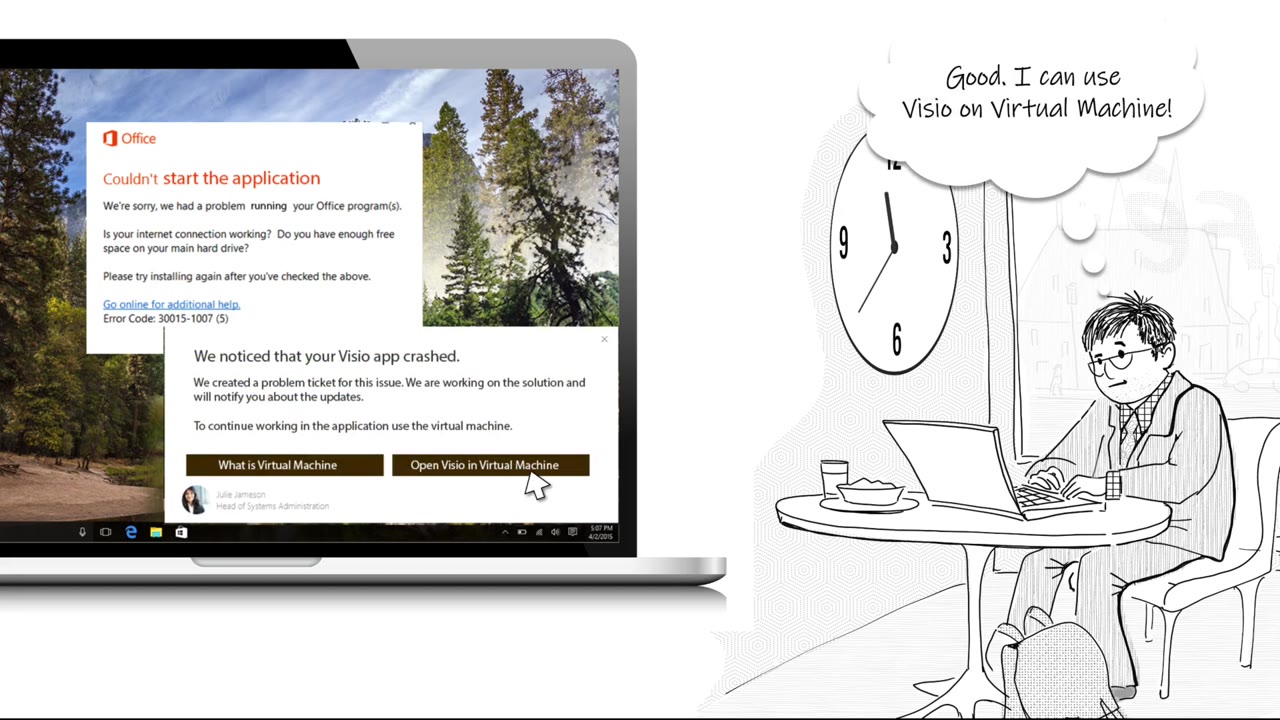 Office
Couldn't start the application
We're sorry, we had a problem running your Office program(s).
Is your internet connection working? Do you have enough free
space on your main hard drive?
Please try installing again after you've checked the above.
Go online for additional help.
Error Code: 30015-1007 (5)
We noticed that your Visio app crashed.
We created a problem ticket for this issue. We are working on the solution and
will notify you about the updates.
To continue working in the application use the virtual machine.
What is Virtual Machine
Open Visio in Virtual Machine
Julie Jameson
Head of Systems Administration
5:07 PM
4/2/2015
Good. I can use
Visio on Virtual Machine!
12
9
3
6